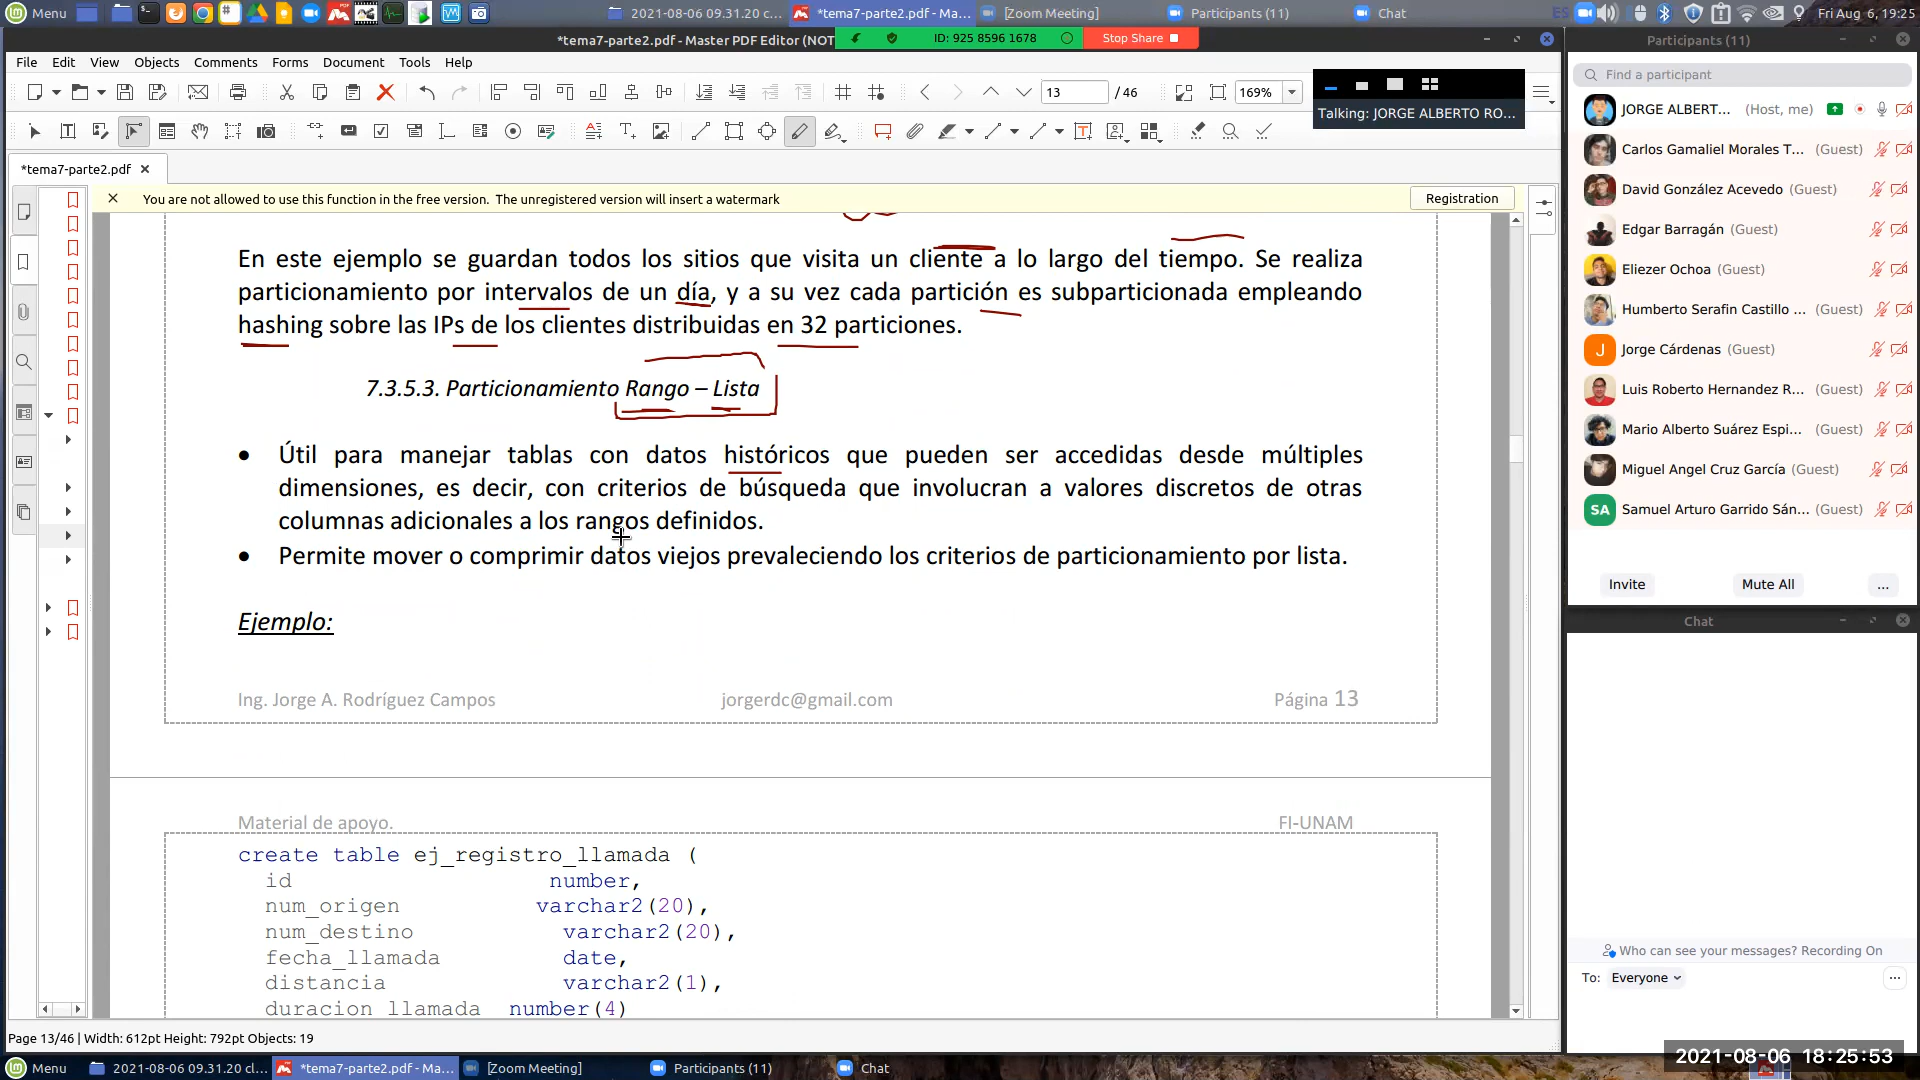 Menu
2021-08-06 09.31.20 c...
*tema7-parte2.pdf - Ma...
[Zoom Meeting]
Participants (11)
Chat
ES
Fri Aug 6, 19:25
*tema7-parte2.pdf - Master PDF Editor (NOT
ID: 925 8596 1678
Stop Share
Participants (11)
File Edit View Objects Comments Forms Documents Tools Help
Find a participant
13 / 46
169%
Talking: JORGE ALBERTO RO...
JORGE ALBERT... (Host, me)
Carlos Gamaliel Morales T... (Guest)
David González Acevedo (Guest)
Edgar Barragán (Guest)
Eliezer Ochoa (Guest)
Humberto Serafin Castillo ... (Guest)
Jorge Cárdenas (Guest)
J
Luis Roberto Hernandez R... (Guest)
Mario Alberto Suárez Espi... (Guest)
Miguel Angel Cruz García (Guest)
SA
Samuel Arturo Garrido Sán... (Guest)
Invite
Mute All
...
*tema7-parte2.pdf
You are not allowed to use this function in the free version. The unregistered version will insert a watermark
Registration
En este ejemplo se guardan todos los sitios que visita un cliente a lo largo del tiempo. Se realiza
particionamiento por intervalos de un día, y a su vez cada partición es subparticionada empleando
hashing sobre las IPs de los clientes distribuidas en 32 particiones.
7.3.5.3. Particionamiento Rango – Lista
• Útil para manejar tablas con datos históricos que pueden ser accedidas desde múltiples
dimensiones, es decir, con criterios de búsqueda que involucran a valores discretos de otras
columnas adicionales a los rangos definidos.
• Permite mover o comprimir datos viejos prevaleciendo los criterios de particionamiento por lista.
Ejemplo:
Ing. Jorge A. Rodríguez Campos
jorgerdc@gmail.com
Página 13
Material de apoyo.
FI-UNAM
create table ej_registro_llamada (
id number,
num_origen varchar2(20),
num_destino varchar2(20),
fecha_llamada date,
distancia varchar2(1),
duracion llamada number(4)
Chat
Who can see your messages? Recording On
To: Everyone
...
Page 13/46 | Width: 612pt Height: 792pt Objects: 19
Menu
2021-08-06 09.31.20 cl...
*tema7-parte2.pdf - Ma...
[Zoom Meeting]
Participants (11)
Chat
2021-08-06 18:25:53